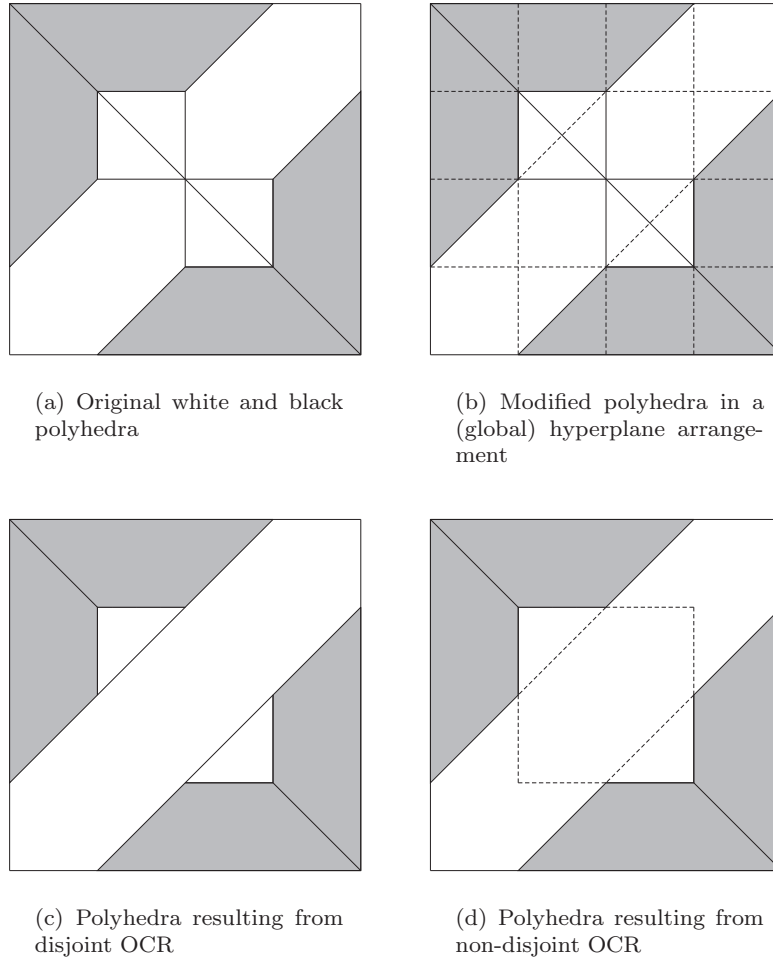 (a) Original white and black
polyhedra
(b) Modified polyhedra in a
(global) hyperplane arrange-
ment
(c) Polyhedra resulting from
disjoint OCR
(d) Polyhedra resulting from
non-disjoint OCR